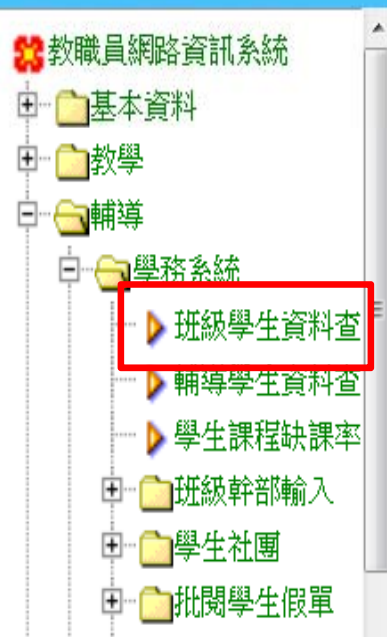 教職員網路資訊系統
基本資料
教學
輔導
學務系統
班級學生資料查
輔導學生資料查
學生課程缺課率
班級幹部輸入
學生社團
批閱學生假單